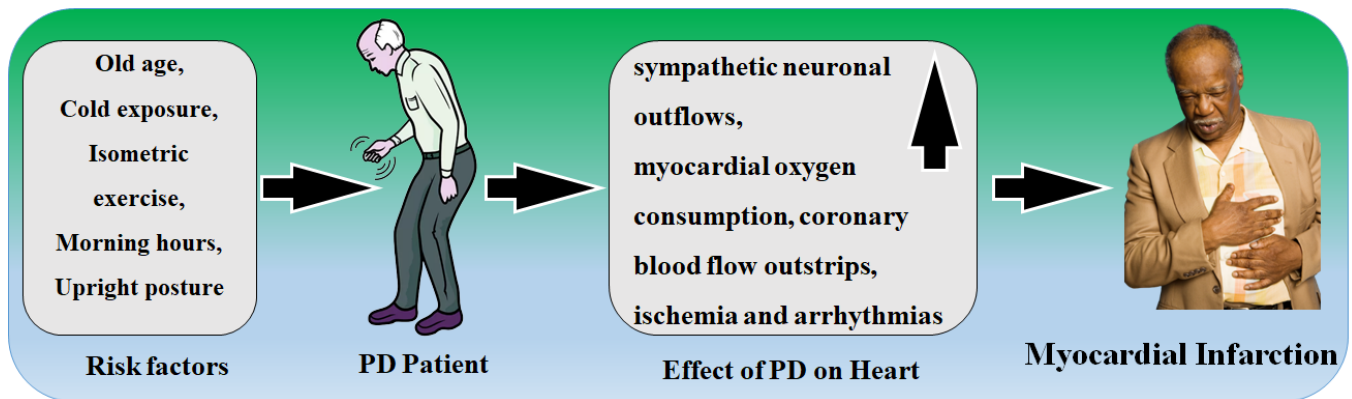 Old age,
Cold exposure,
Isometric
exercise,
Morning hours,
Upright posture
Risk factors
PD Patient
sympathetic neuronal
outflows,
myocardial oxygen
consumption, coronary
blood flow outstrips,
ischemia and arrhythmias
Effect of PD on Heart
Myocardial Infarction